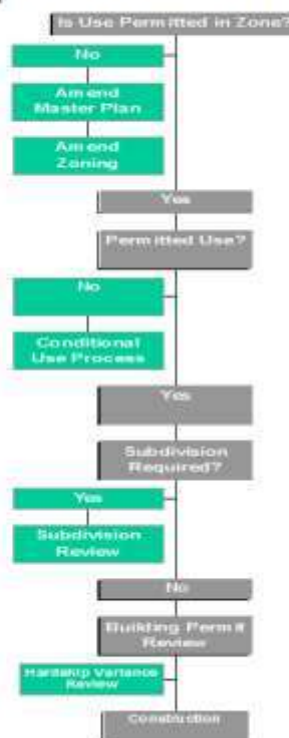 Is Use Permitted in Zone?
No
Amend
Master Plan
Amend
Zoning
Yes
Permitted Use?
No
Conditional
Use Process
Yes
Subdivision
Required?
Yes
Subdivision
Review
No
Building Permit
Review
Hardship Variance
Review
Construction